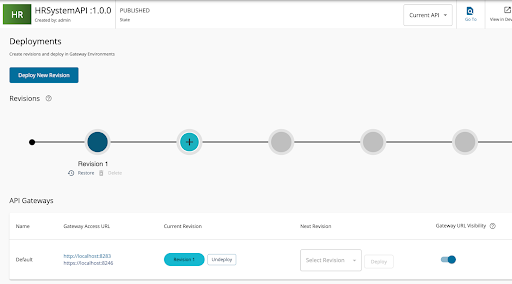 HR
HRSystemAPI :1.0.0
Created by: admin
PUBLISHED
State
Current API
Go To
View in Dev
Deployments
Create revisions and deploy in Gateway Environments
Deploy New Revision
Revisions
Revision 1
Restore
Delete
API Gateways
Name
Gateway Access URL
Current Revision
Next Revision
Gateway URL Visibility
Default
http://localhost:8283
https://localhost:8246
Revision 1
Undeploy
Select Revision
Deploy